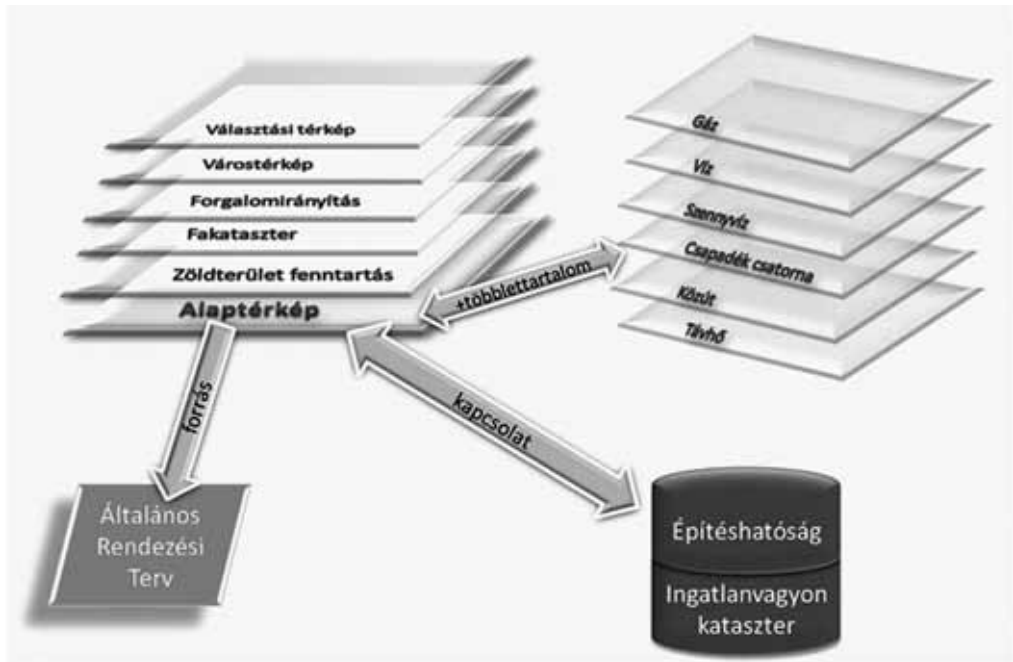 Választási térkép
Várostérkép
Forgalomirányítás
Fakataszter
Zöldterület fenntartás
Alaptérkép
Gáz
Víz
Szennyvíz
Csapadék csatorna
Közút
Távhő
+többlettartalom
forrás
kapcsolat
Általános
Rendezési
Terv
Építéshatóság
Ingatlanvagyon
kataszter